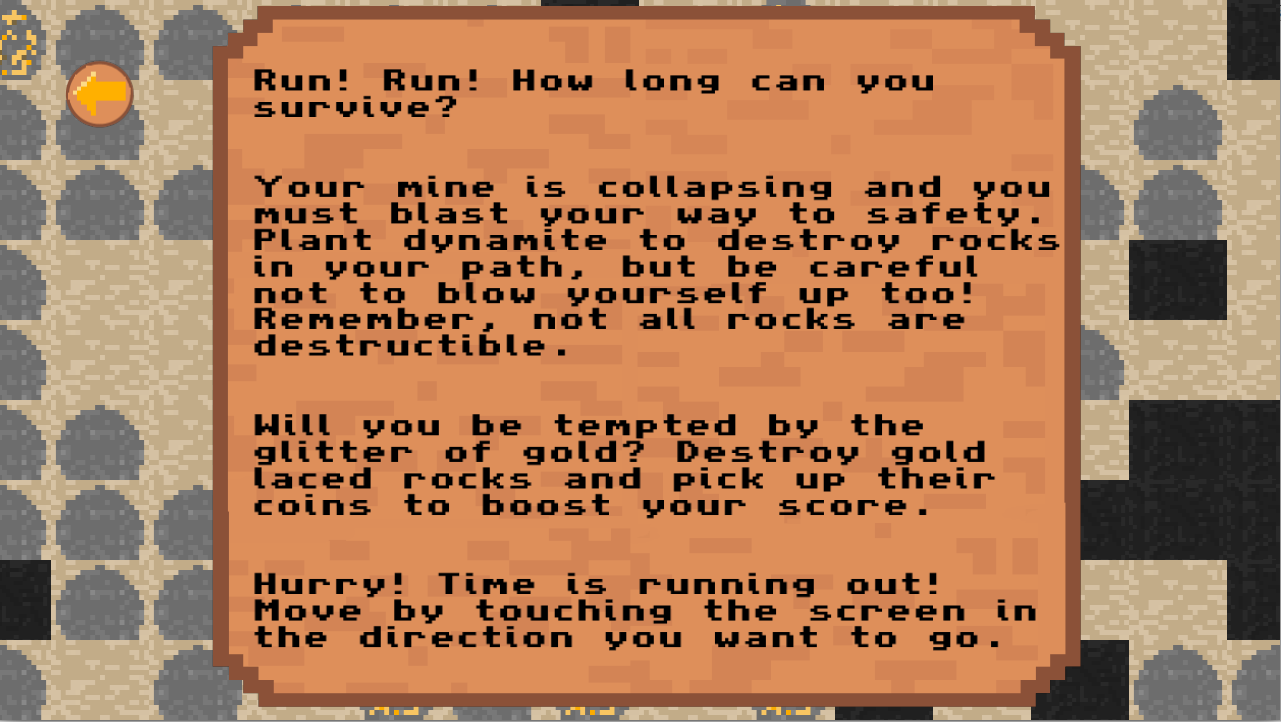 Run! Run! How long can you
survive?
Your mine is collapsing and you
must blast your way to safety.
Plant dynamite to destroy rocks
in your path, but be careful
not to blow yourself up too!
Remember, not all rocks are
destructible.
Will you be tempted by the
glitter of gold? Destroy gold
laced rocks and pick up their
coins to boost your score.
Hurry! Time is running out!
Move by touching the screen in
the direction you want to go.